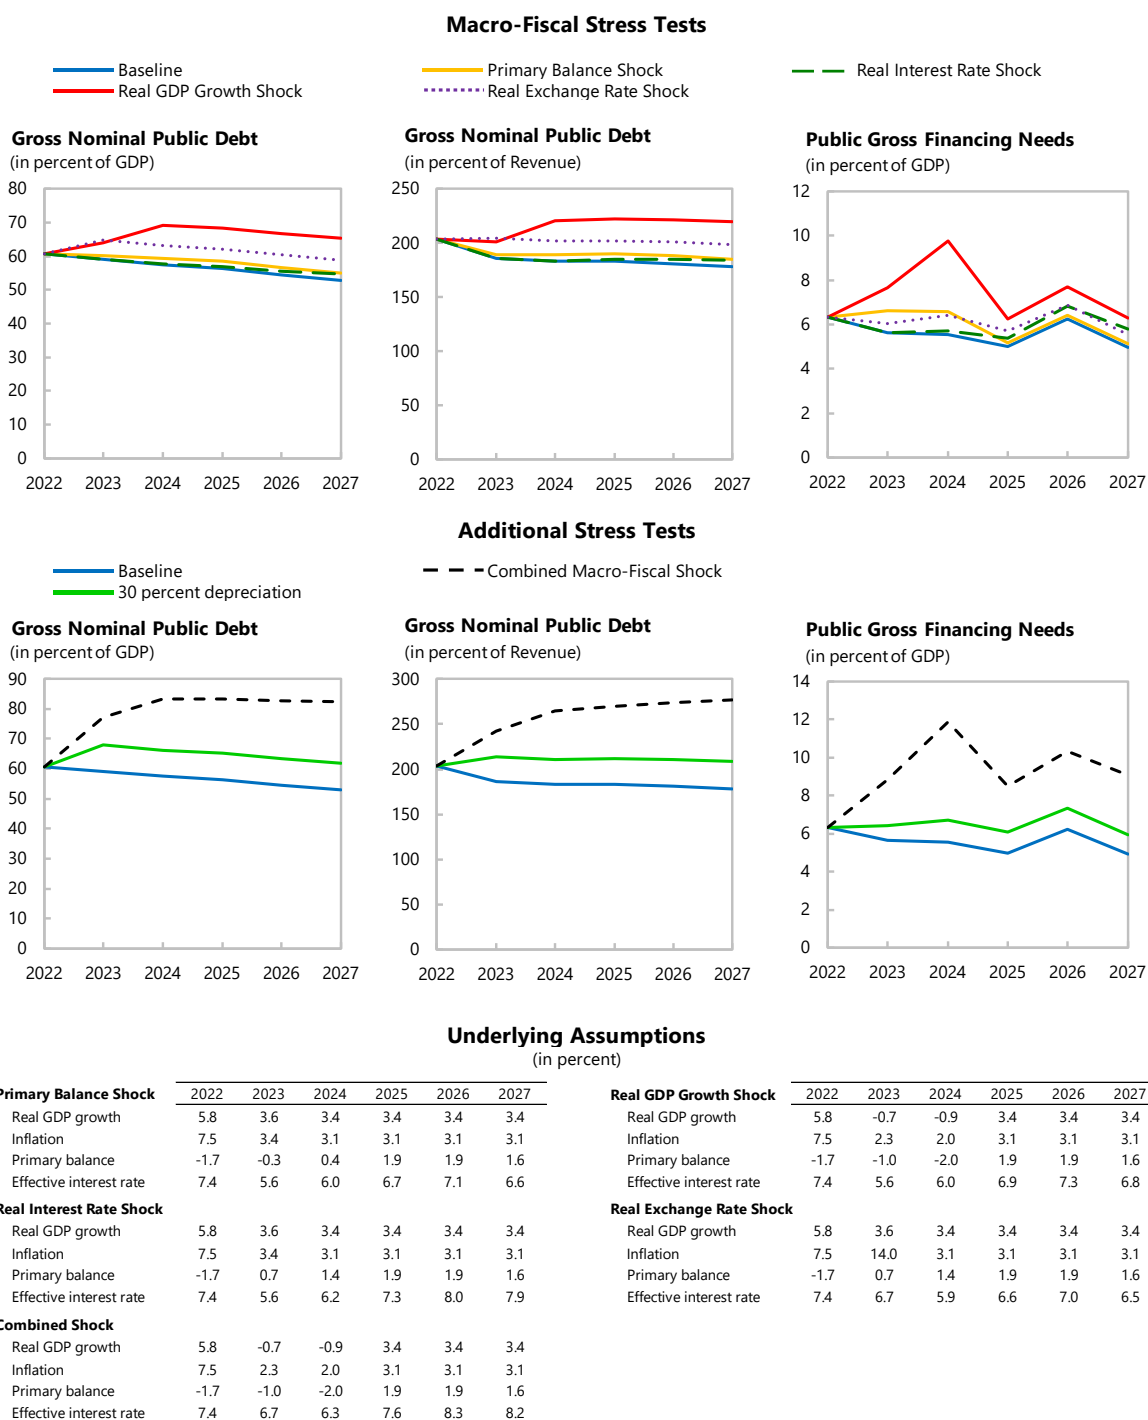 Macro-Fiscal Stress Tests
Baseline
Primary Balance Shock
Real Interest Rate Shock
Real GDP Growth Shock
Real Exchange Rate Shock
Gross Nominal Public Debt
(in percent of GDP)
80
70
60
50
40
30
20
10
0
2022 2023 2024 2025 2026 2027
Gross Nominal Public Debt
(in percent of Revenue)
250
200
150
100
50
0
2022 2023 2024 2025 2026 2027
Public Gross Financing Needs
(in percent of GDP)
12
10
8
6
4
2
0
2022 2023 2024 2025 2026 2027
Additional Stress Tests
Baseline
Combined Macro-Fiscal Shock
30 percent depreciation
Gross Nominal Public Debt
(in percent of GDP)
90
80
70
60
50
40
30
20
10
0
2022 2023 2024 2025 2026 2027
Gross Nominal Public Debt
(in percent of Revenue)
300
250
200
150
100
50
0
2022 2023 2024 2025 2026 2027
Public Gross Financing Needs
(in percent of GDP)
14
12
10
8
6
4
2
0
2022 2023 2024 2025 2026 2027
Underlying Assumptions
(in percent)
Primary Balance Shock 2022 2023 2024 2025 2026 2027
Real GDP growth 5.8 3.6 3.4 3.4 3.4 3.4
Inflation 7.5 3.4 3.1 3.1 3.1 3.1
Primary balance -1.7 -0.3 0.4 1.9 1.9 1.6
Effective interest rate 7.4 5.6 6.0 6.7 7.1 6.6
Real Interest Rate Shock
Real GDP growth 5.8 3.6 3.4 3.4 3.4 3.4
Inflation 7.5 3.4 3.1 3.1 3.1 3.1
Primary balance -1.7 0.7 1.4 1.9 1.9 1.6
Effective interest rate 7.4 5.6 6.2 7.3 8.0 7.9
Combined Shock
Real GDP growth 5.8 -0.7 -0.9 3.4 3.4 3.4
Inflation 7.5 2.3 2.0 3.1 3.1 3.1
Primary balance -1.7 -1.0 -2.0 1.9 1.9 1.6
Effective interest rate 7.4 6.7 6.3 7.6 8.3 8.2
Real GDP Growth Shock 2022 2023 2024 2025 2026 2027
Real GDP growth 5.8 -0.7 -0.9 3.4 3.4 3.4
Inflation 7.5 2.3 2.0 3.1 3.1 3.1
Primary balance -1.7 -1.0 -2.0 1.9 1.9 1.6
Effective interest rate 7.4 5.6 6.0 6.9 7.3 6.8
Real Exchange Rate Shock
Real GDP growth 5.8 3.6 3.4 3.4 3.4 3.4
Inflation 7.5 14.0 3.1 3.1 3.1 3.1
Primary balance -1.7 0.7 1.4 1.9 1.9 1.6
Effective interest rate 7.4 6.7 5.9 6.6 7.0 6.5